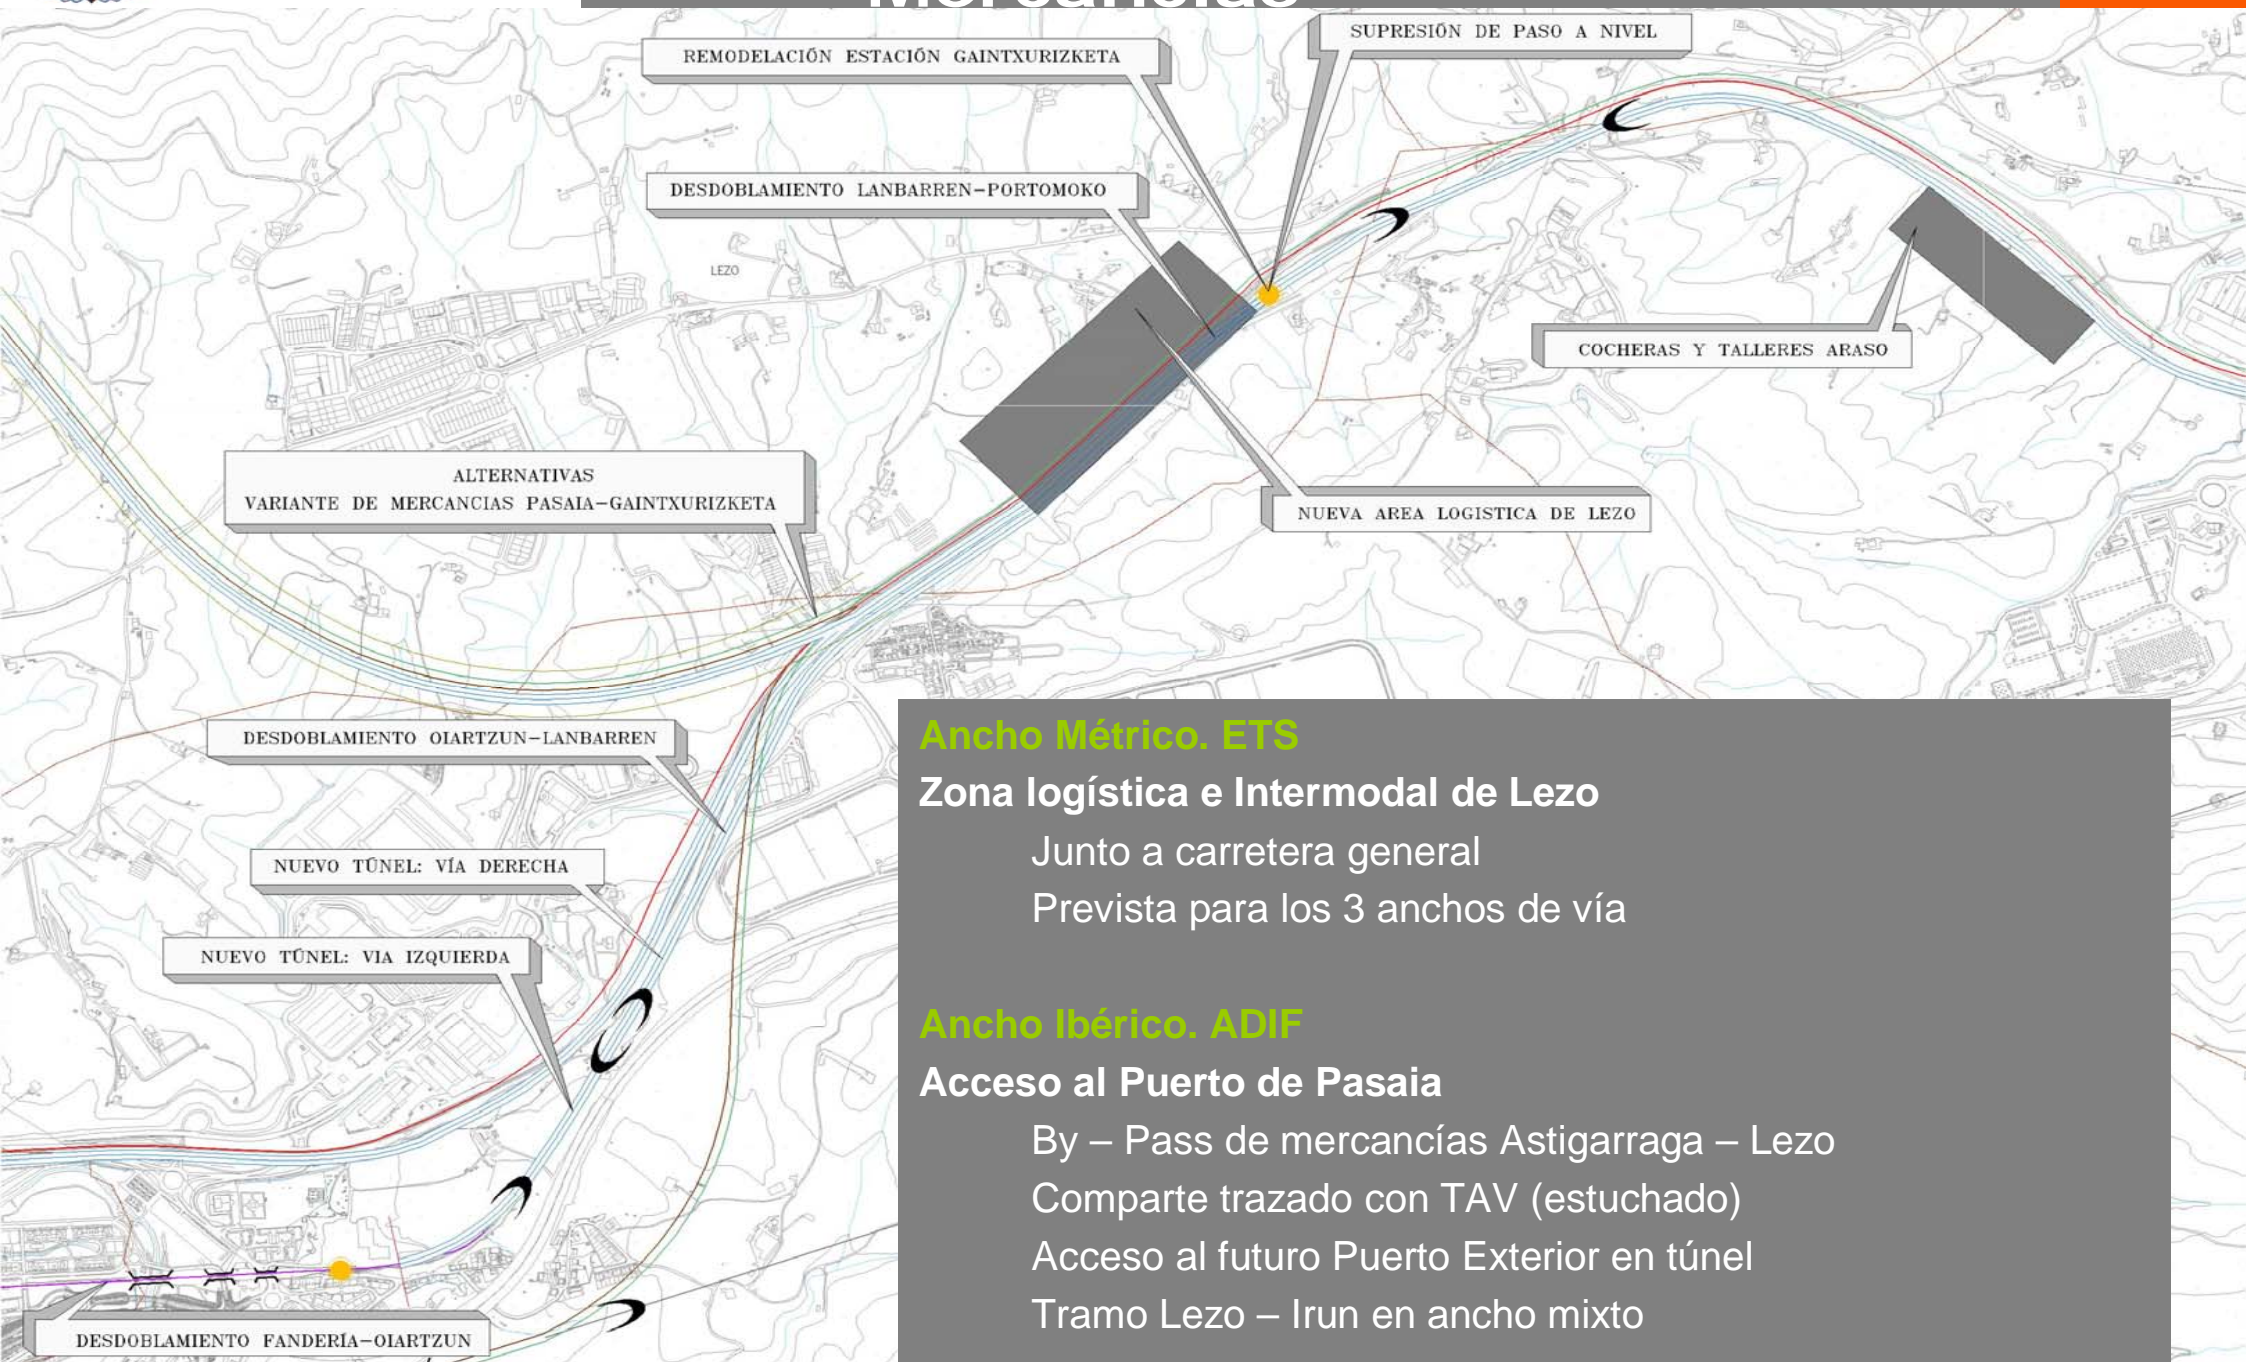 Mercancías
SUPRESIÓN DE PASO A NIVEL
REMODELACIÓN ESTACIÓN GAINTXURIZKETA
DESDOBLAMIENTO LANBARREN-PORTOMOKO
LEZO
COCHERAS Y TALLERES ARASO
ALTERNATIVAS
VARIANTE DE MERCANCIAS PASAIA-GAINTXURIZKETA
NUEVA AREA LOGISTICA DE LEZO
DESDOBLAMIENTO OIARTZUN-LANBARREN
NUEVO TÚNEL: VÍA DERECHA
NUEVO TÚNEL: VIA IZQUIERDA
DESDOBLAMIENTO FANDERÍA-OIARTZUN
Ancho Métrico. ETS
Zona logística e Intermodal de Lezo
Junto a carretera general
Prevista para los 3 anchos de vía
Ancho Ibérico. ADIF
Acceso al Puerto de Pasaia
By – Pass de mercancías Astigarraga – Lezo
Comparte trazado con TAV (estuchado)
Acceso al futuro Puerto Exterior en túnel
Tramo Lezo – Irun en ancho mixto